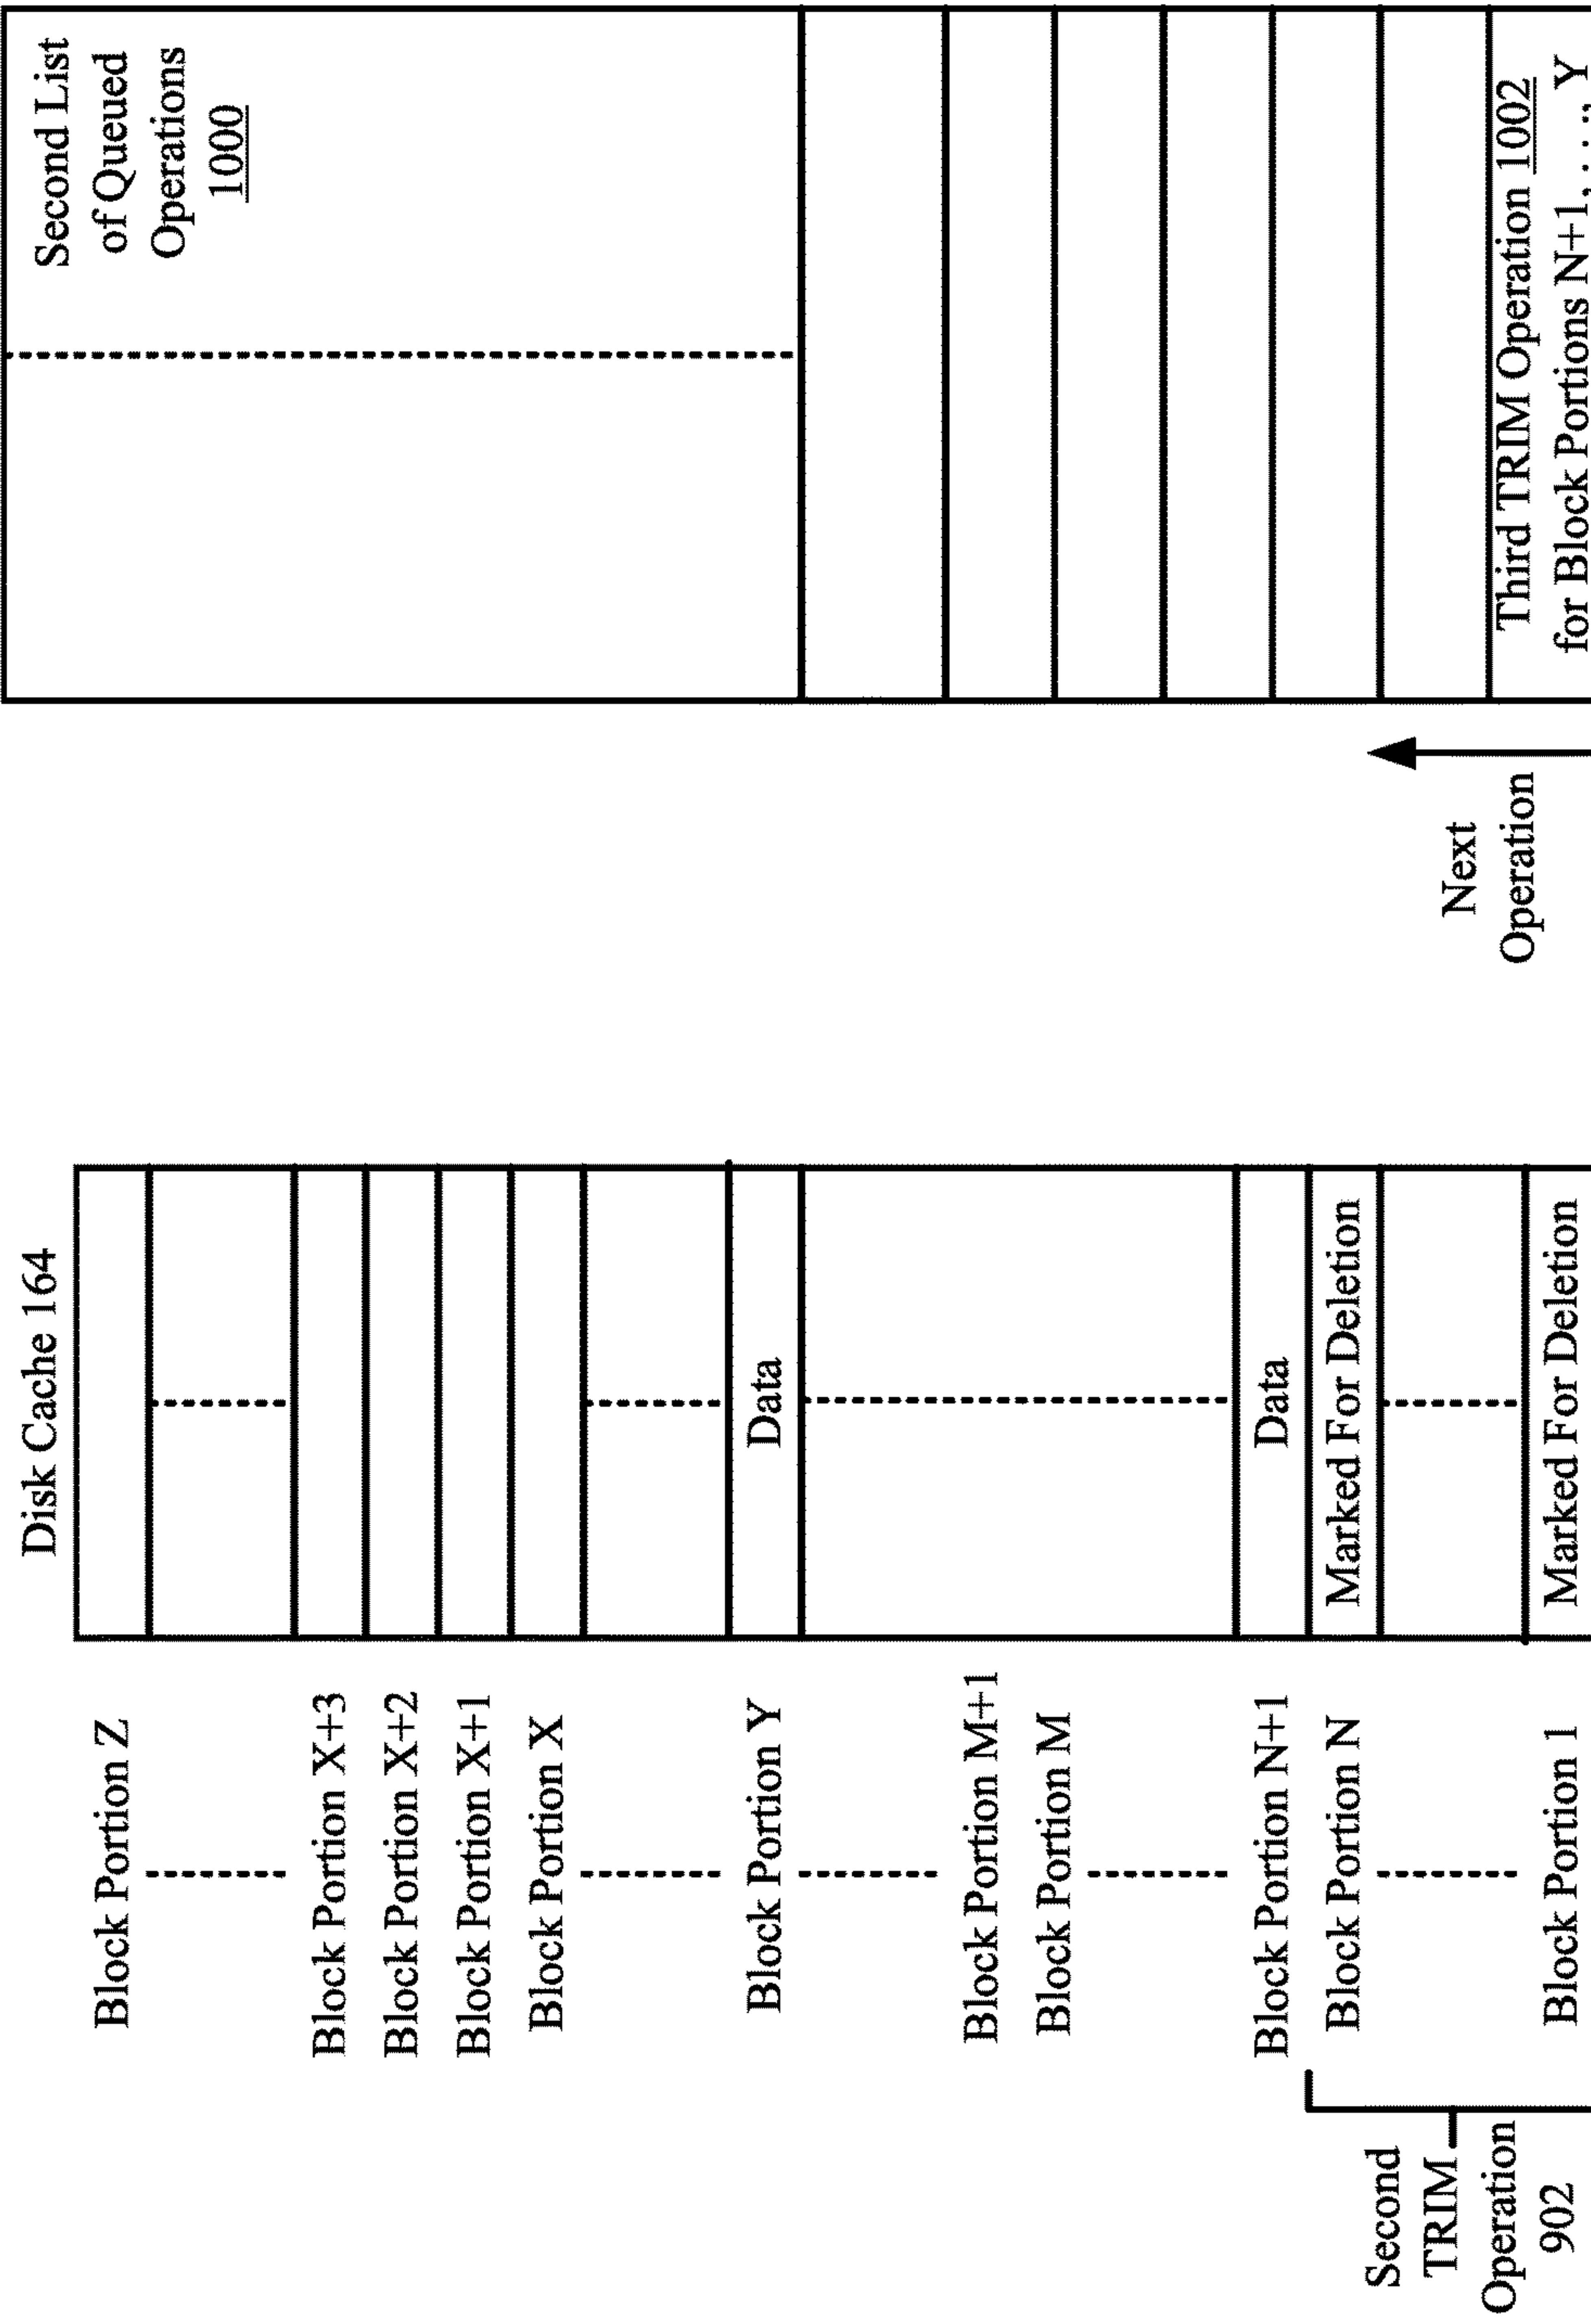 Disk Cache 164
Block Portion Z
Block Portion X+3
Block Portion X+2
Block Portion X+1
Block Portion X
Block Portion Y
Data
Block Portion M+1
Block Portion M
Block Portion N+1
Data
Block Portion N
Marked For Deletion
Block Portion 1
Marked For Deletion
Second
TRIM
Operation
902
Second List
of Queued
Operations
1000
Next
Operation
Third TRIM Operation 1002
for Block Portions N+1, . . ., Y